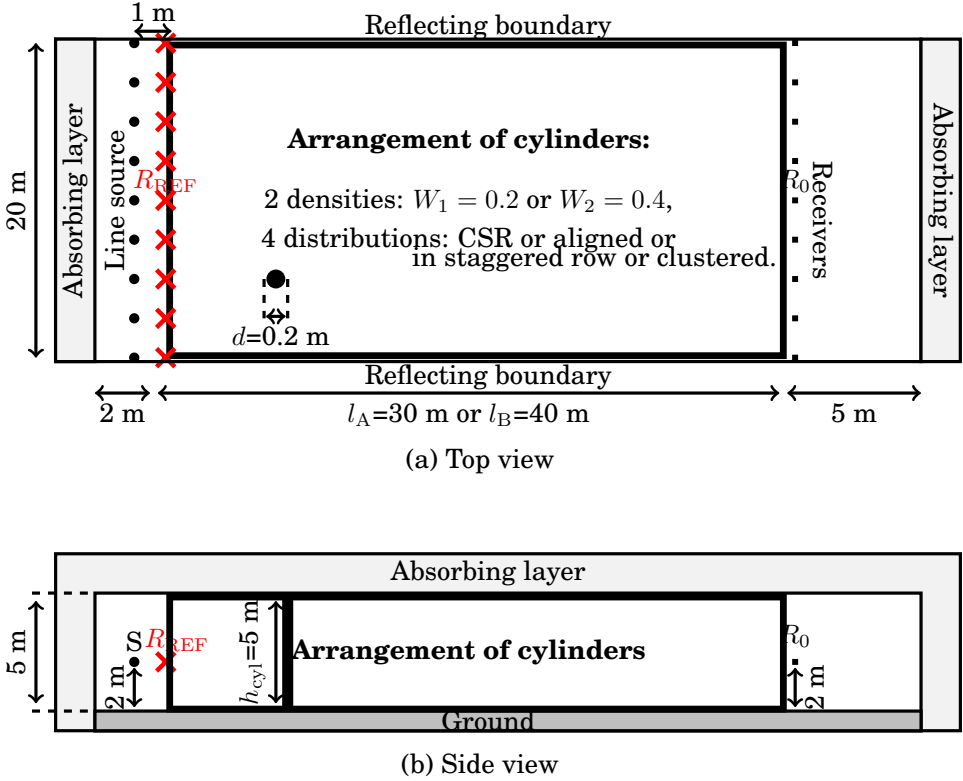 1 m
Reflecting boundary
Absorbing layer
20 m
Line source
R_REF
Arrangement of cylinders:
2 densities: W_1 = 0.2 or W_2 = 0.4,
4 distributions: CSR or aligned or
in staggered row or clustered.
d=0.2 m
R_0
Receivers
Absorbing layer
Reflecting boundary
2 m
l_A=30 m or l_B=40 m
5 m
(a) Top view
Absorbing layer
5 m
S
R_REF
2 m
h_cyl=5 m
Arrangement of cylinders
R_0
2 m
Ground
(b) Side view